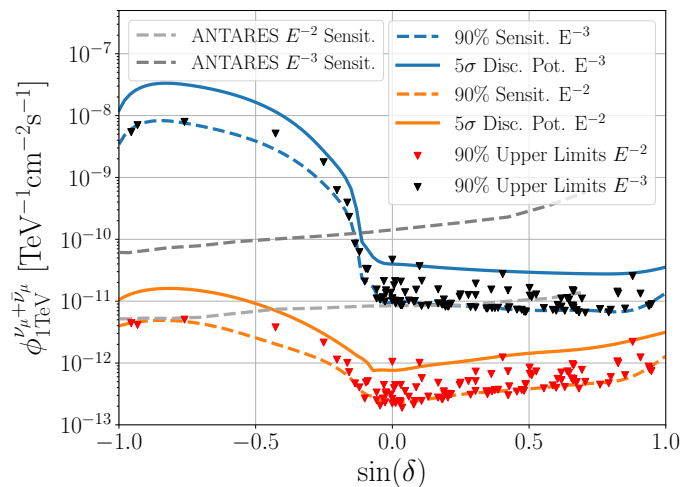 ANTARES E⁻² Sensit.
ANTARES E⁻³ Sensit.
90% Sensit. E⁻³
5σ Disc. Pot. E⁻³
90% Sensit. E⁻²
5σ Disc. Pot. E⁻²
90% Upper Limits E⁻²
90% Upper Limits E⁻³
ϕ_{1TeV}^{ν_μ+ν̄_μ} [TeV⁻¹cm⁻²s⁻¹]
10⁻⁷
10⁻⁸
10⁻⁹
10⁻¹⁰
10⁻¹¹
10⁻¹²
10⁻¹³
-1.0 -0.5 0.0 0.5 1.0
sin(δ)